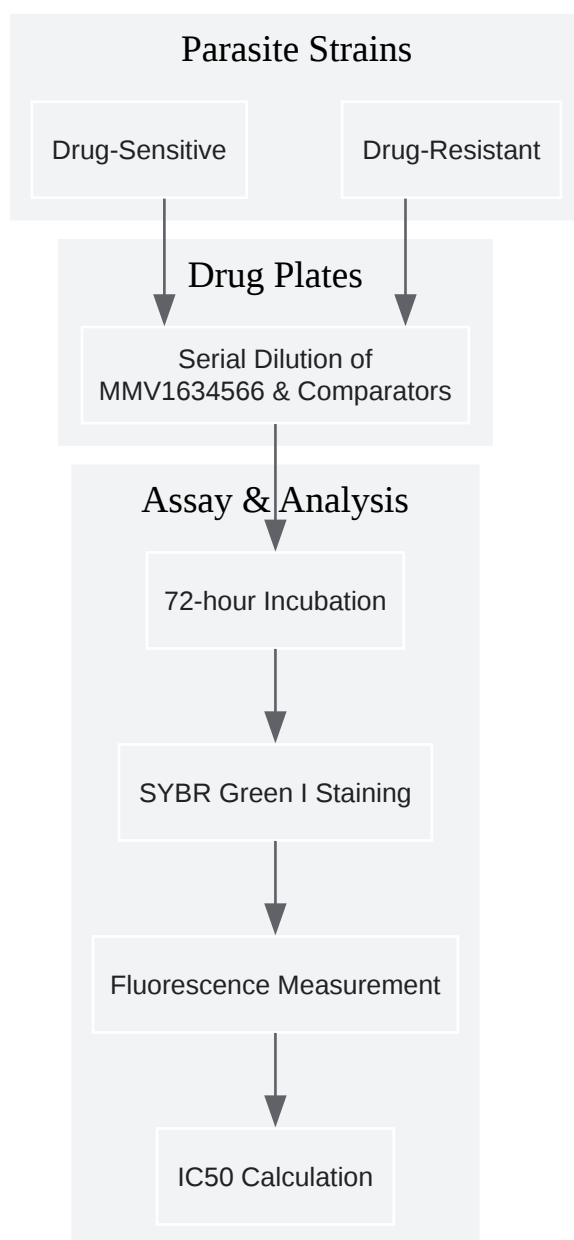 Parasite Strains
Drug-Sensitive
Drug-Resistant
Drug Plates
Serial Dilution of
MMV1634566 & Comparators
Assay & Analysis
72-hour Incubation
SYBR Green I Staining
Fluorescence Measurement
IC50 Calculation